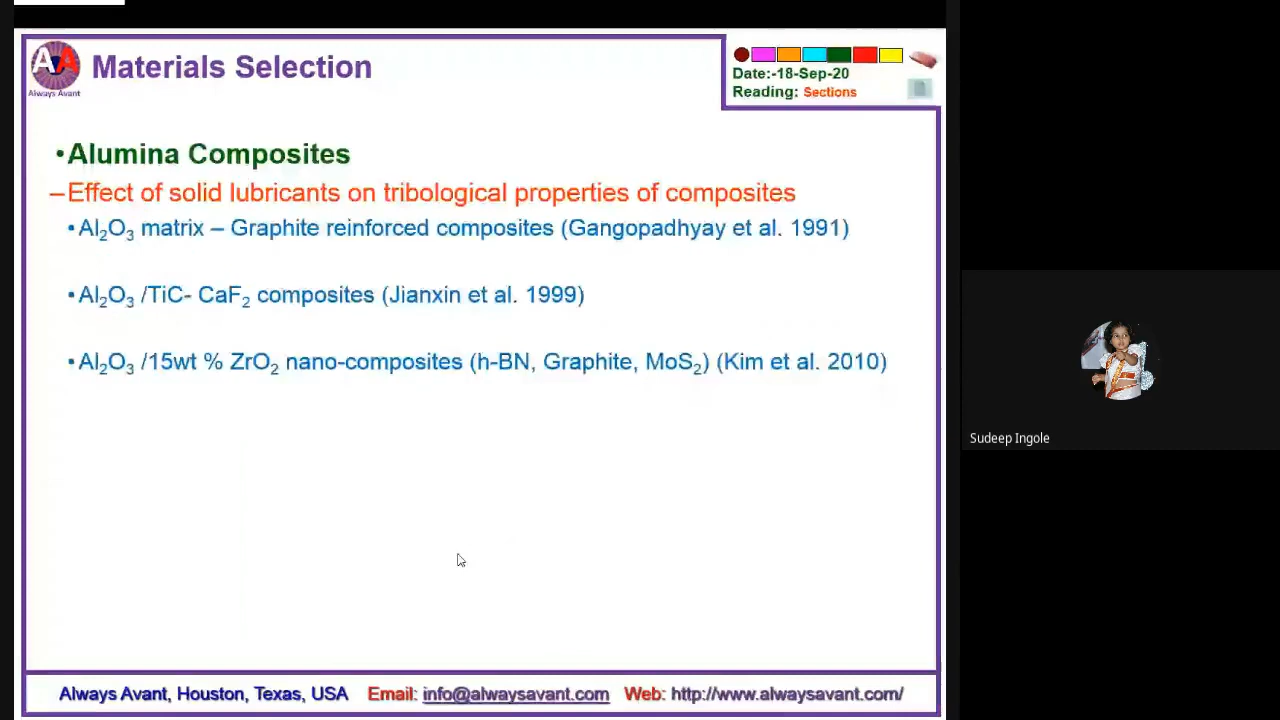 AA
Always Avant
Materials Selection
Date:-18-Sep-20
Reading: Sections
•Alumina Composites
–Effect of solid lubricants on tribological properties of composites
•Al₂O₃ matrix – Graphite reinforced composites (Gangopadhyay et al. 1991)
•Al₂O₃ /TiC- CaF₂ composites (Jianxin et al. 1999)
•Al₂O₃ /15wt % ZrO₂ nano-composites (h-BN, Graphite, MoS₂) (Kim et al. 2010)
Sudeep Ingole
Always Avant, Houston, Texas, USA Email: info@alwaysavant.com Web: http://www.alwaysavant.com/